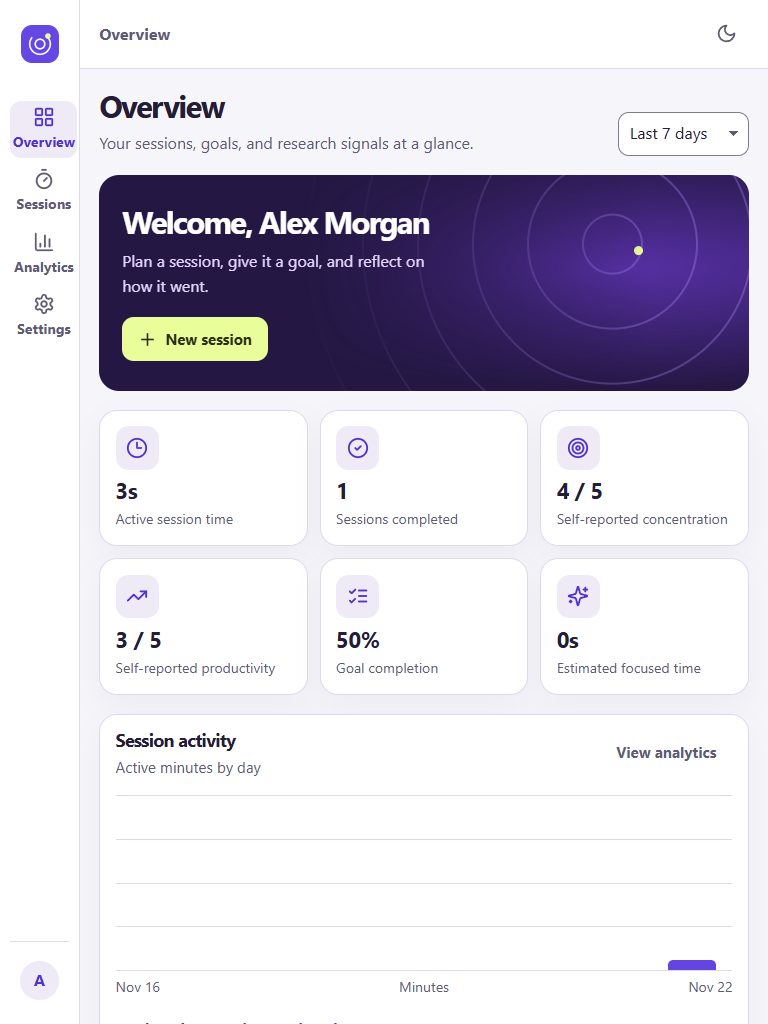 Overview
Overview
Sessions
Analytics
Settings
A
Overview
Your sessions, goals, and research signals at a glance.
Last 7 days
Welcome, Alex Morgan
Plan a session, give it a goal, and reflect on
how it went.
New session
3s
Active session time
1
Sessions completed
4 / 5
Self-reported concentration
3 / 5
Self-reported productivity
50%
Goal completion
0s
Estimated focused time
Session activity
Active minutes by day
View analytics
Nov 16
Minutes
Nov 22